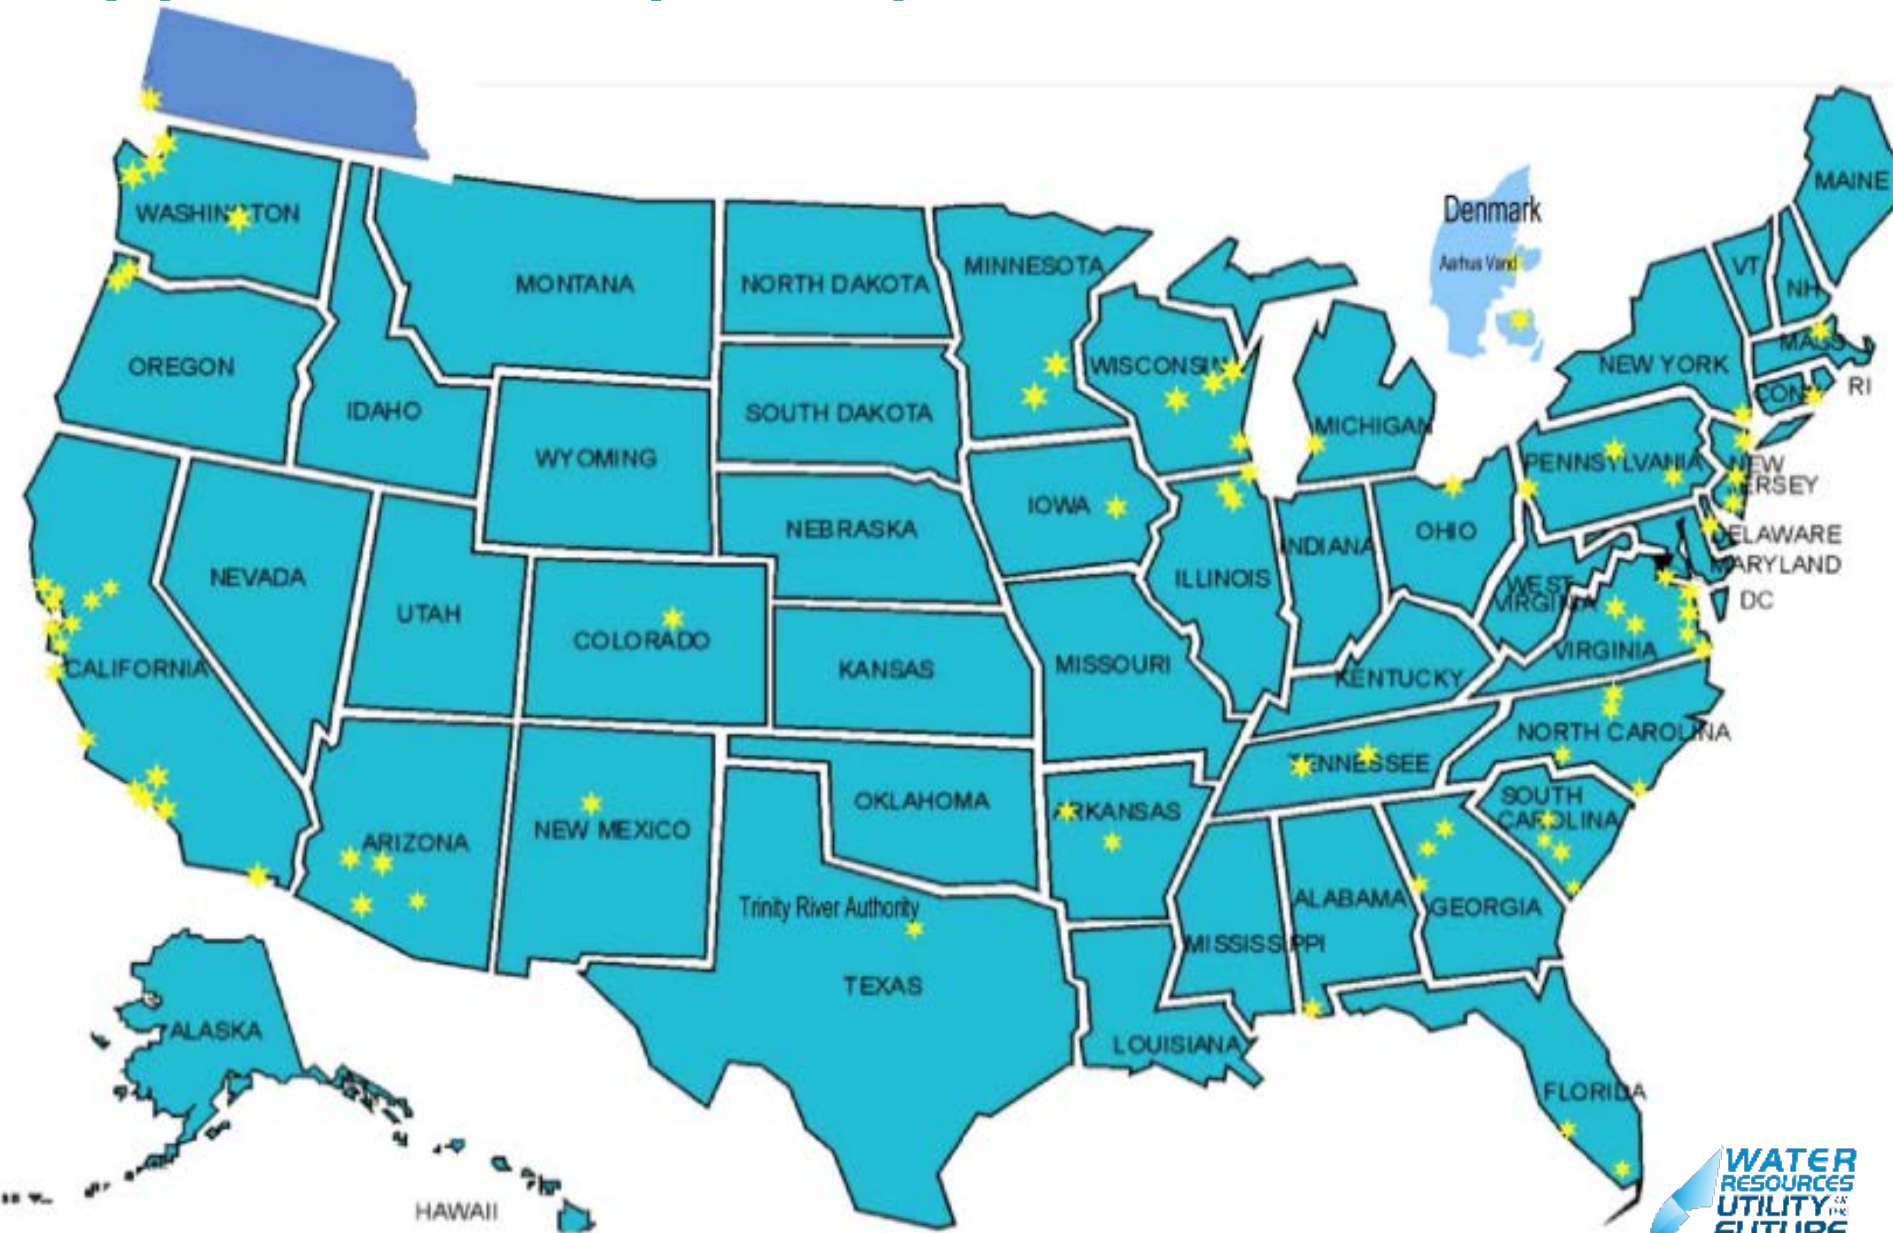 MAINE
WASHINGTON
Denmark
Aarhus Vand
MONTANA
NORTH DAKOTA
MINNESOTA
VT
NH
OREGON
IDAHO
SOUTH DAKOTA
WISCONSIN
MICHIGAN
NEW YORK
MASS
CONN
RI
WYOMING
NEBRASKA
IOWA
PENNSYLVANIA
NEW
JERSEY
NEVADA
UTAH
COLORADO
KANSAS
MISSOURI
ILLINOIS
INDIANA
OHIO
DELAWARE
MARYLAND
DC
WEST
VIRGINIA
VIRGINIA
CALIFORNIA
KENTUCKY
NORTH CAROLINA
TENNESSEE
ARIZONA
NEW MEXICO
OKLAHOMA
ARKANSAS
SOUTH
CAROLINA
Trinity River Authority
TEXAS
MISSISSIPPI
ALABAMA
GEORGIA
LOUISIANA
FLORIDA
ALASKA
HAWAII
WATER
RESOURCES
UTILITY OF THE
FUTURE